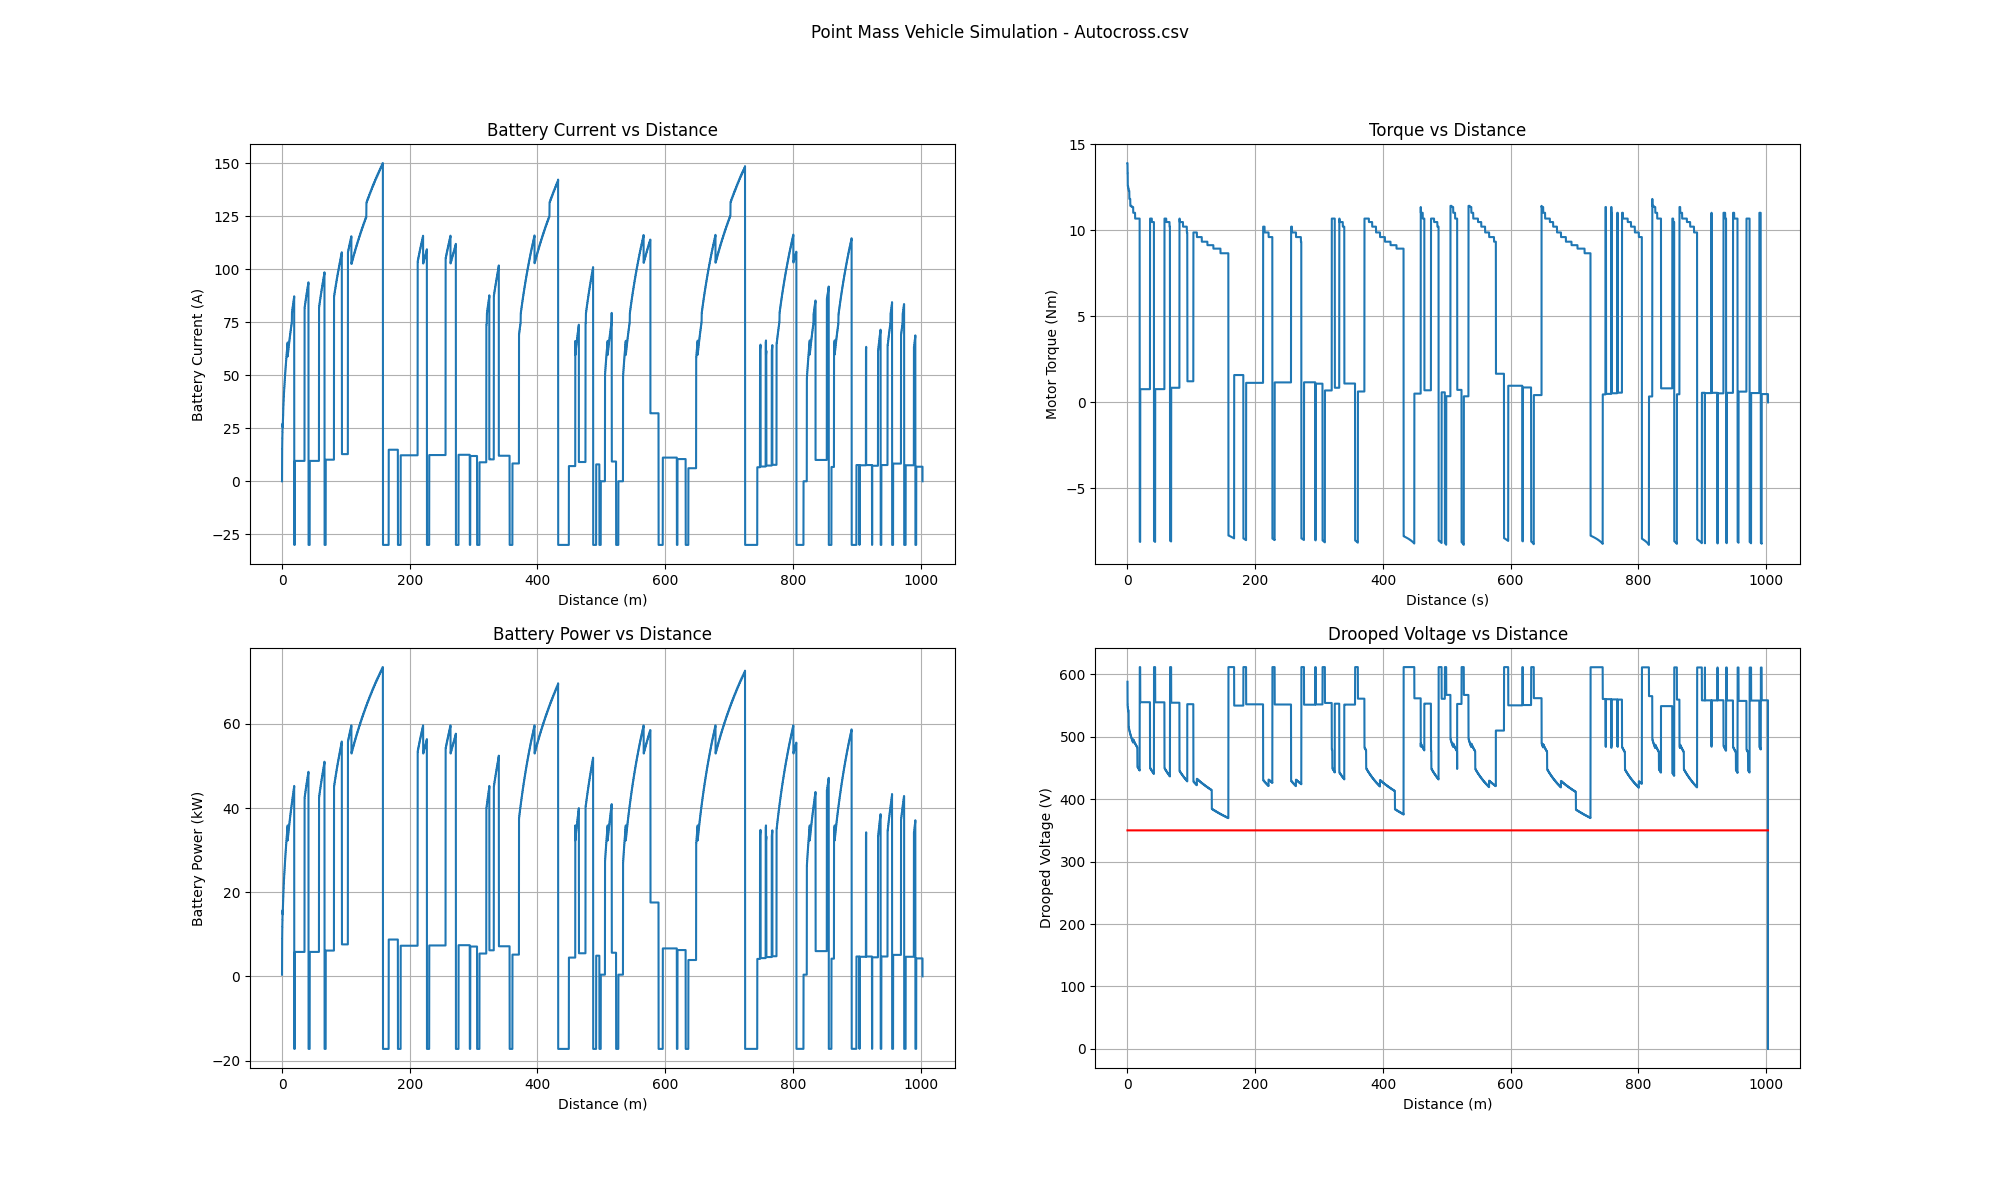 Point Mass Vehicle Simulation - Autocross.csv
Battery Current vs Distance
Battery Current (A)
150
125
100
75
50
25
0
−25
0 200 400 600 800 1000
Distance (m)
Torque vs Distance
Motor Torque (Nm)
15
10
5
0
−5
0 200 400 600 800 1000
Distance (s)
Battery Power vs Distance
Battery Power (kW)
60
40
20
0
−20
0 200 400 600 800 1000
Distance (m)
Drooped Voltage vs Distance
Drooped Voltage (V)
600
500
400
300
200
100
0
0 200 400 600 800 1000
Distance (m)